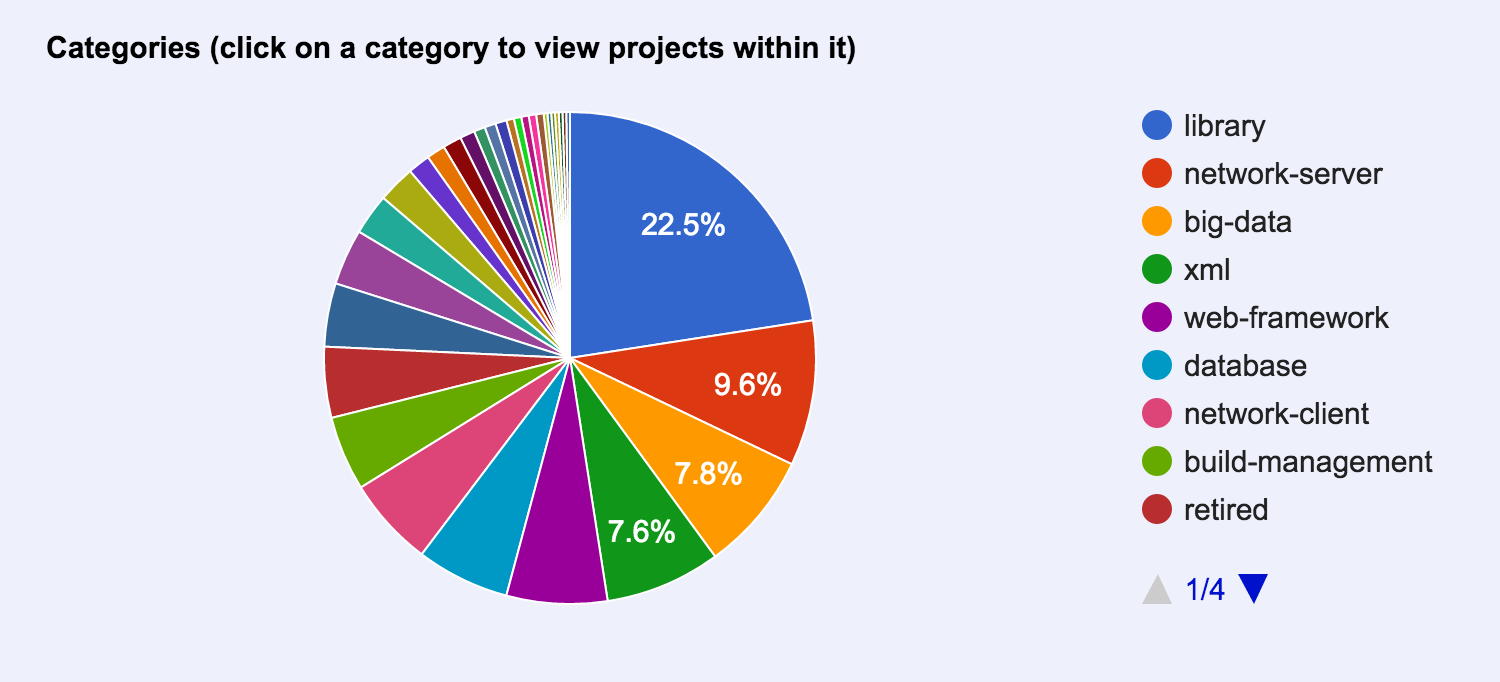 Categories (click on a category to view projects within it)
22.5%
9.6%
7.8%
7.6%
library
network-server
big-data
xml
web-framework
database
network-client
build-management
retired
1/4